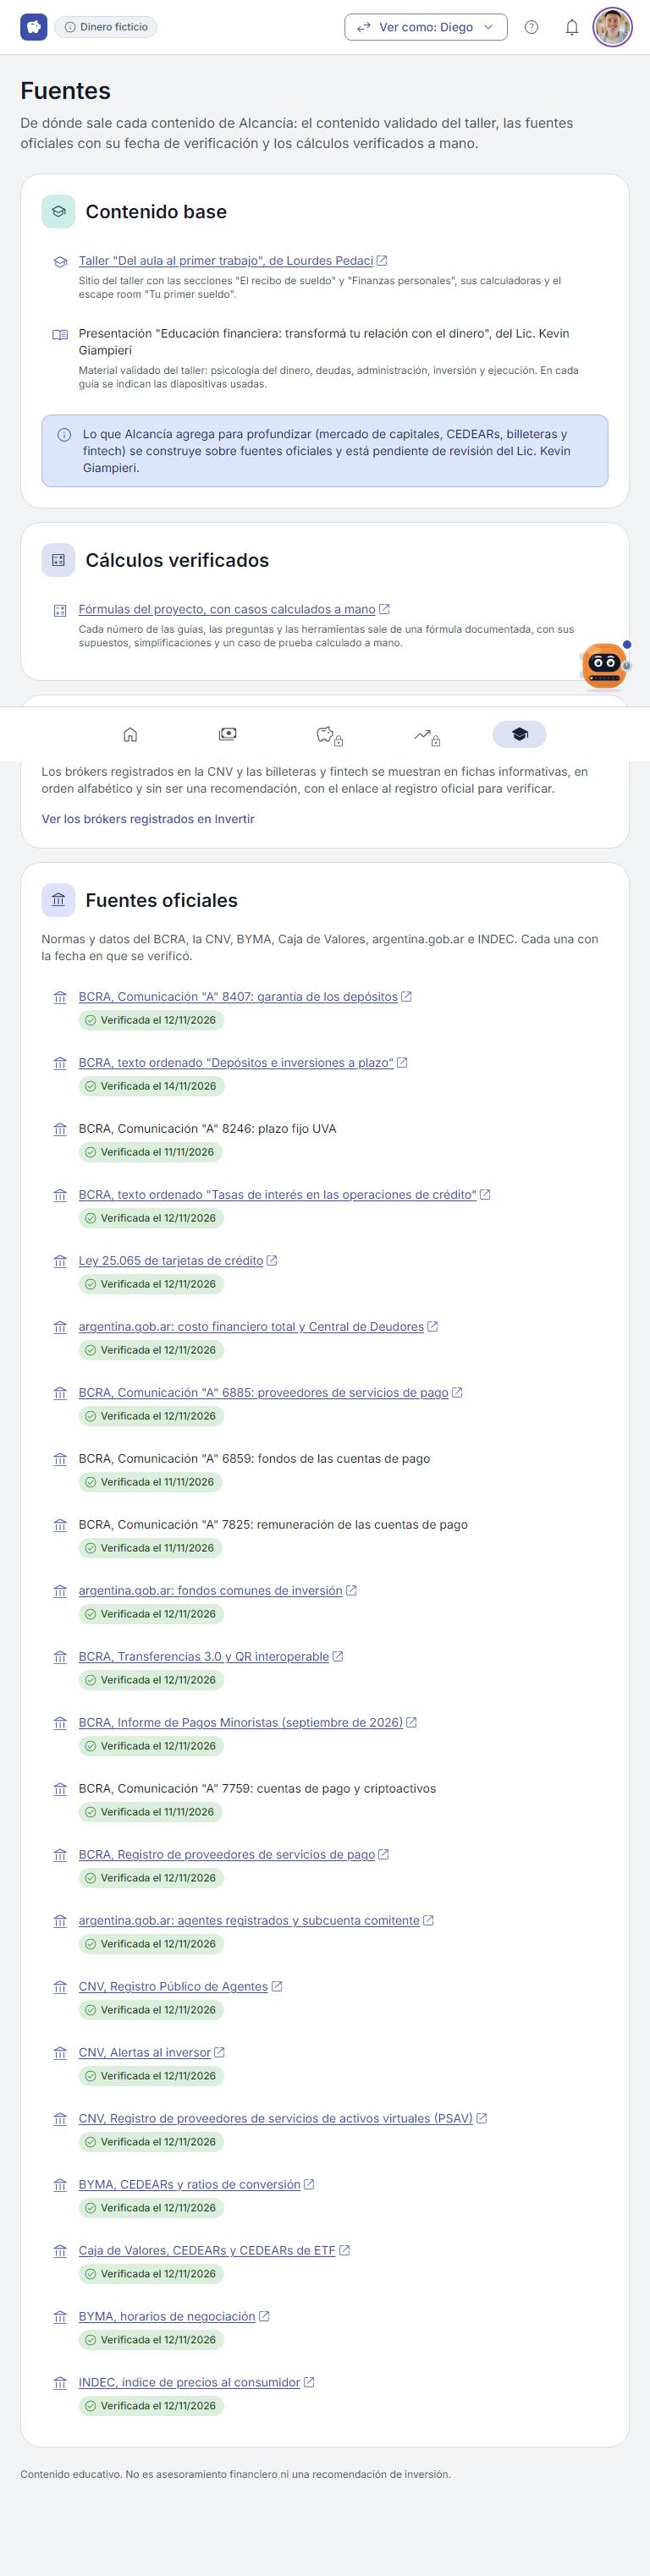 Dinero ficticio
Ver como: Diego
Fuentes
De dónde sale cada contenido de Alcancía: el contenido validado del taller, las fuentes
oficiales con su fecha de verificación y los cálculos verificados a mano.
Contenido base
Taller "Del aula al primer trabajo", de Lourdes Pedaci
Sitio del taller con las secciones "El recibo de sueldo" y "Finanzas personales", sus calculadoras y el
escape room "Tu primer sueldo".
Presentación "Educación financiera: transformá tu relación con el dinero", del Lic. Kevin
Giampieri
Material validado del taller: psicología del dinero, deudas, administración, inversión y ejecución. En cada
guía se indican las diapositivas usadas.
Lo que Alcancía agrega para profundizar (mercado de capitales, CEDEARs, billeteras y
fintech) se construye sobre fuentes oficiales y está pendiente de revisión del Lic. Kevin
Giampieri.
Cálculos verificados
Fórmulas del proyecto, con casos calculados a mano
Cada número de las guías, las preguntas y las herramientas sale de una fórmula documentada, con sus
supuestos, simplificaciones y un caso de prueba calculado a mano.
Los brókers registrados en la CNV y las billeteras y fintech se muestran en fichas informativas, en
orden alfabético y sin ser una recomendación, con el enlace al registro oficial para verificar.
Ver los brókers registrados en Invertir
Fuentes oficiales
Normas y datos del BCRA, la CNV, BYMA, Caja de Valores, argentina.gob.ar e INDEC. Cada una con
la fecha en que se verificó.
BCRA, Comunicación "A" 8407: garantía de los depósitos
Verificada el 12/11/2026
BCRA, texto ordenado "Depósitos e inversiones a plazo"
Verificada el 14/11/2026
BCRA, Comunicación "A" 8246: plazo fijo UVA
Verificada el 11/11/2026
BCRA, texto ordenado "Tasas de interés en las operaciones de crédito"
Verificada el 12/11/2026
Ley 25.065 de tarjetas de crédito
Verificada el 12/11/2026
argentina.gob.ar: costo financiero total y Central de Deudores
Verificada el 12/11/2026
BCRA, Comunicación "A" 6885: proveedores de servicios de pago
Verificada el 12/11/2026
BCRA, Comunicación "A" 6859: fondos de las cuentas de pago
Verificada el 11/11/2026
BCRA, Comunicación "A" 7825: remuneración de las cuentas de pago
Verificada el 11/11/2026
argentina.gob.ar: fondos comunes de inversión
Verificada el 12/11/2026
BCRA, Transferencias 3.0 y QR interoperable
Verificada el 12/11/2026
BCRA, Informe de Pagos Minoristas (septiembre de 2026)
Verificada el 12/11/2026
BCRA, Comunicación "A" 7759: cuentas de pago y criptoactivos
Verificada el 11/11/2026
BCRA, Registro de proveedores de servicios de pago
Verificada el 12/11/2026
argentina.gob.ar: agentes registrados y subcuenta comitente
Verificada el 12/11/2026
CNV, Registro Público de Agentes
Verificada el 12/11/2026
CNV, Alertas al inversor
Verificada el 12/11/2026
CNV, Registro de proveedores de servicios de activos virtuales (PSAV)
Verificada el 12/11/2026
BYMA, CEDEARs y ratios de conversión
Verificada el 12/11/2026
Caja de Valores, CEDEARs y CEDEARs de ETF
Verificada el 12/11/2026
BYMA, horarios de negociación
Verificada el 12/11/2026
INDEC, índice de precios al consumidor
Verificada el 12/11/2026
Contenido educativo. No es asesoramiento financiero ni una recomendación de inversión.